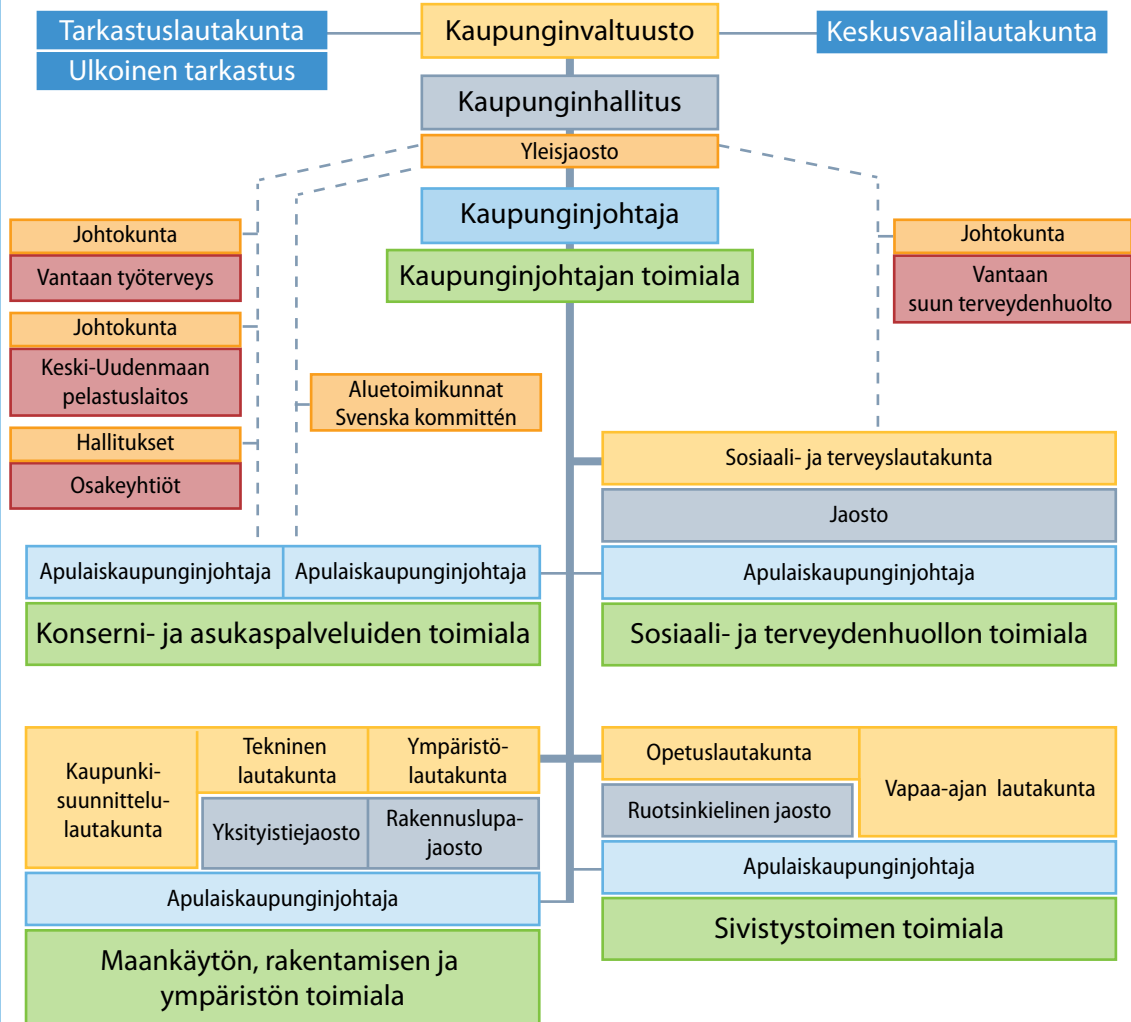 Tarkastuslautakunta
Ulkoinen tarkastus
Kaupunginvaltuusto
Keskusvaalilautakunta
Kaupunginhallitus
Yleisjaosto
Kaupunginjohtaja
Kaupunginjohtajan toimiala
Johtokunta
Vantaan työterveys
Johtokunta
Keski-Uudenmaan
pelastuslaitos
Hallitukset
Osakeyhtiöt
Aluetoimikunnat
Svenska kommittén
Johtokunta
Vantaan
suun terveydenhuolto
Apulaiskaupunginjohtaja
Apulaiskaupunginjohtaja
Konserni- ja asukaspalveluiden toimiala
Sosiaali- ja terveyslautakunta
Jaosto
Apulaiskaupunginjohtaja
Sosiaali- ja terveydenhuollon toimiala
Kaupunki-
suunnittelu-
lautakunta
Tekninen
lautakunta
Yksityistiejaosto
Ympäristö-
lautakunta
Rakennuslupa-
jaosto
Apulaiskaupunginjohtaja
Maankäytön, rakentamisen ja
ympäristön toimiala
Opetuslautakunta
Ruotsinkielinen jaosto
Vapaa-ajan lautakunta
Apulaiskaupunginjohtaja
Sivistystoimen toimiala